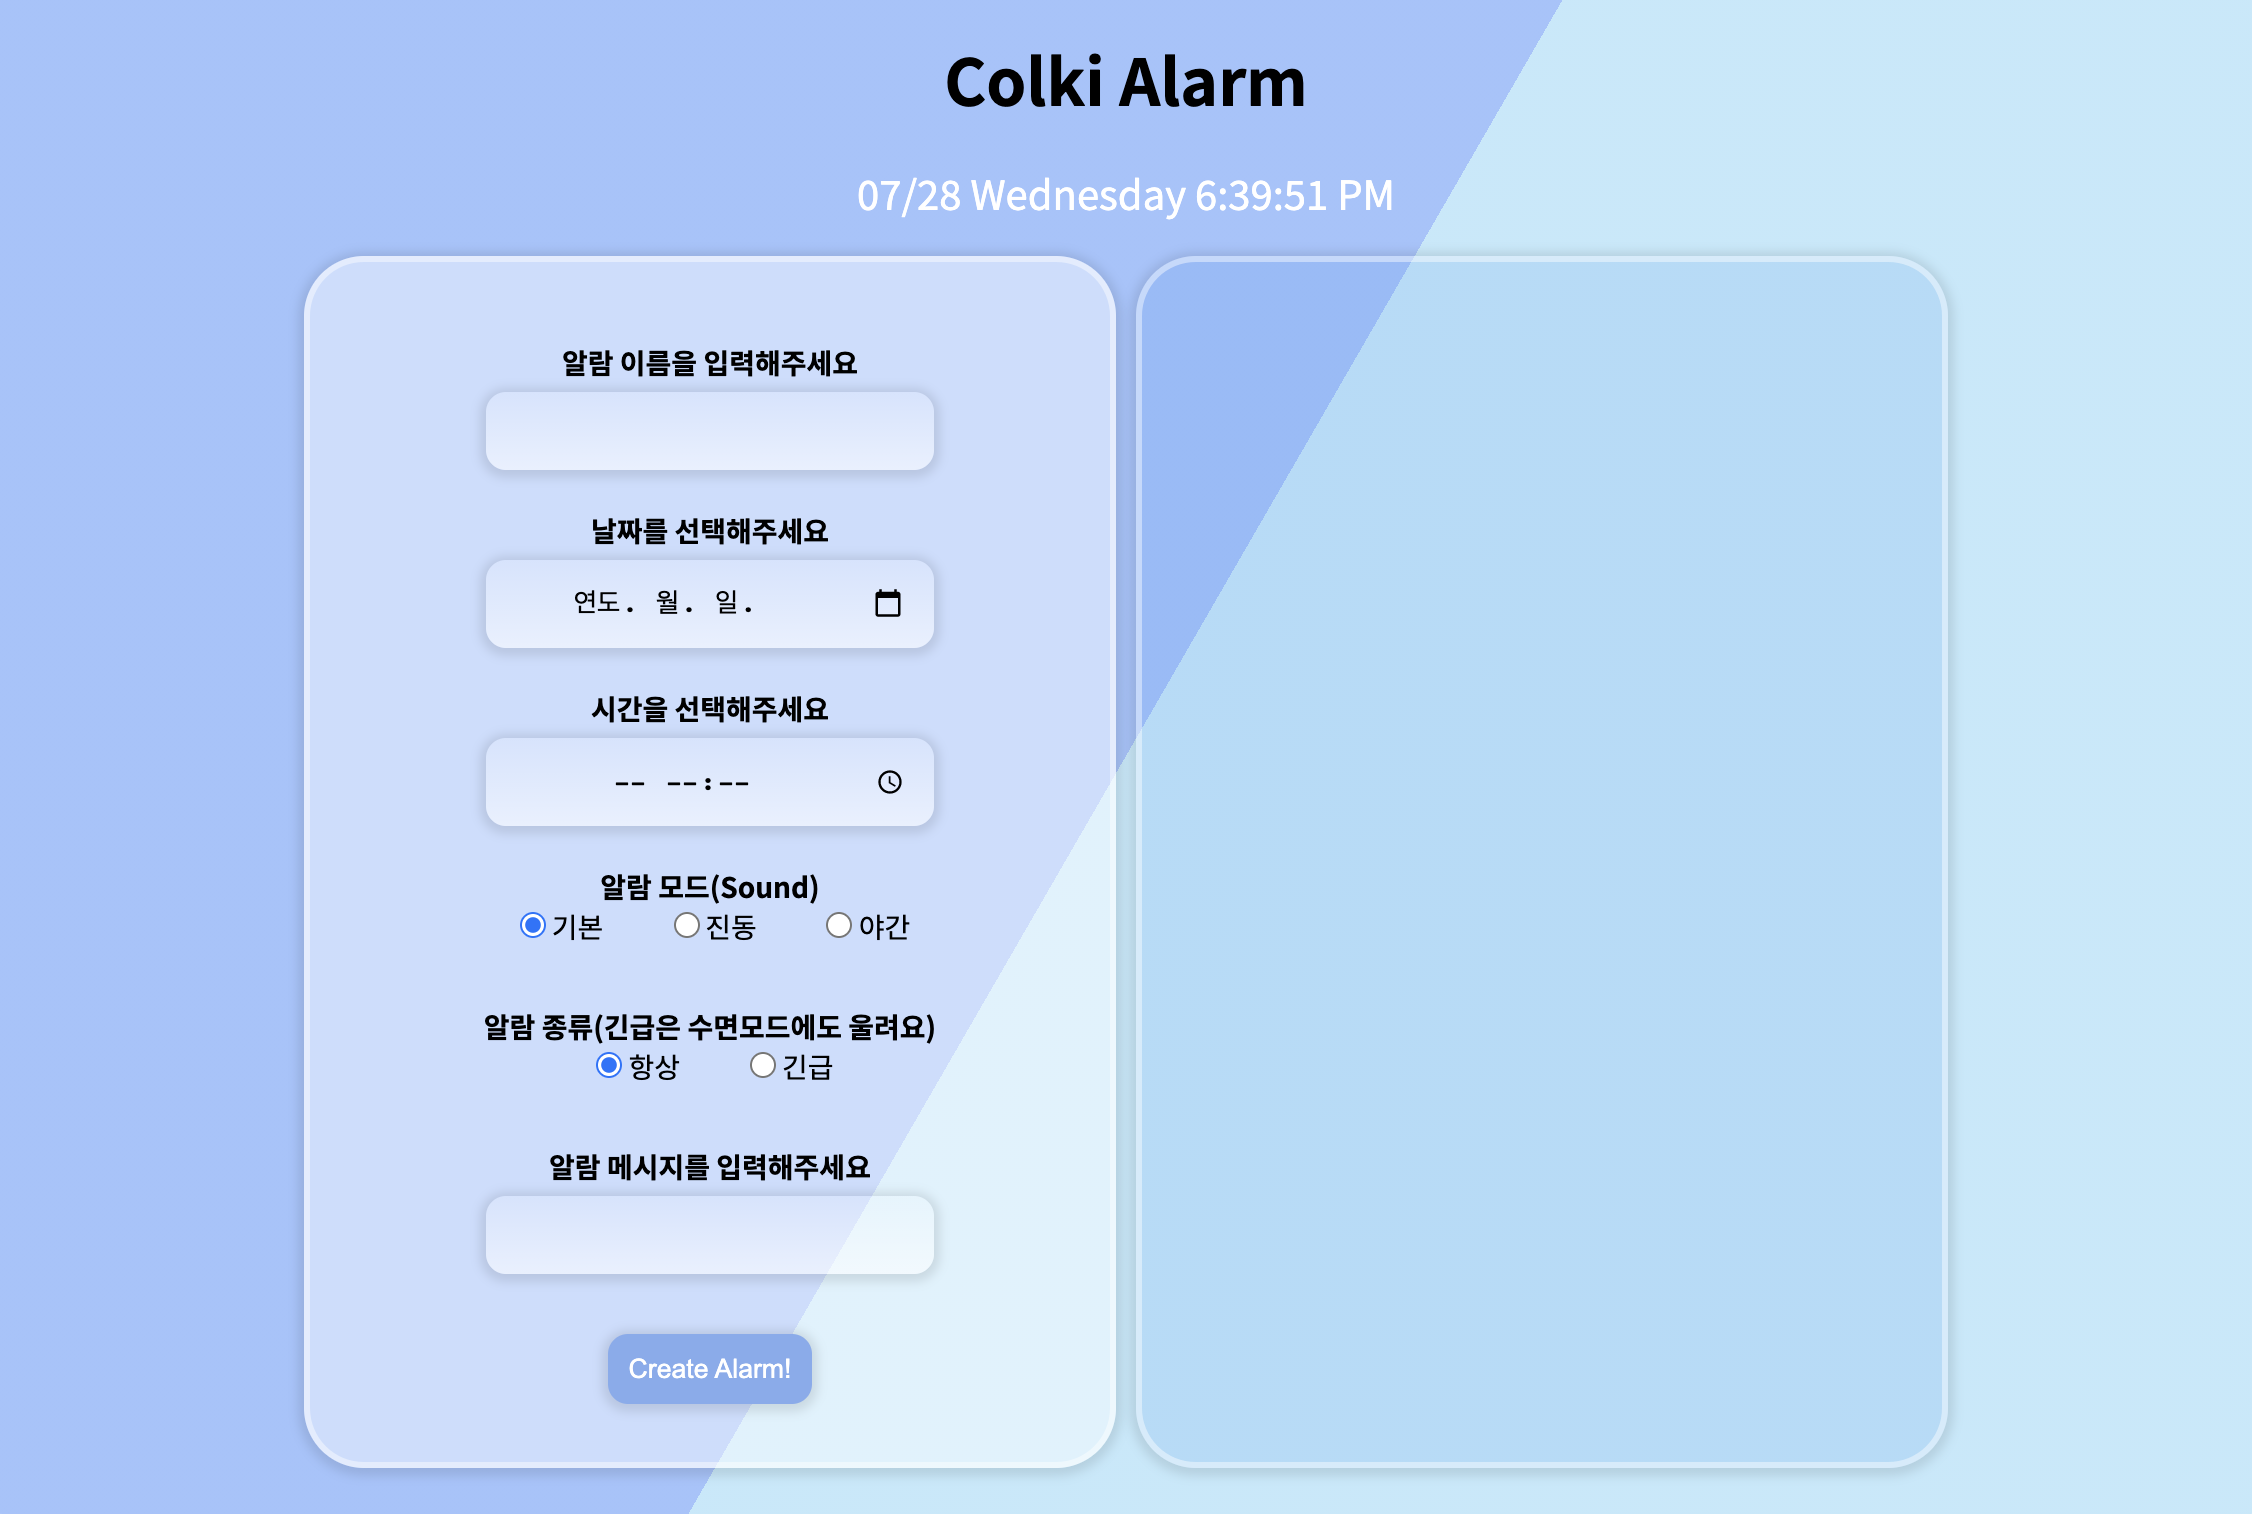 Colki Alarm
07/28 Wednesday 6:39:51 PM
알람 이름을 입력해주세요
날짜를 선택해주세요
연도. 월. 일.
시간을 선택해주세요
-- --:--
알람 모드(Sound)
기본 진동 야간
알람 종류(긴급은 수면모드에도 울려요)
항상 긴급
알람 메시지를 입력해주세요
Create Alarm!